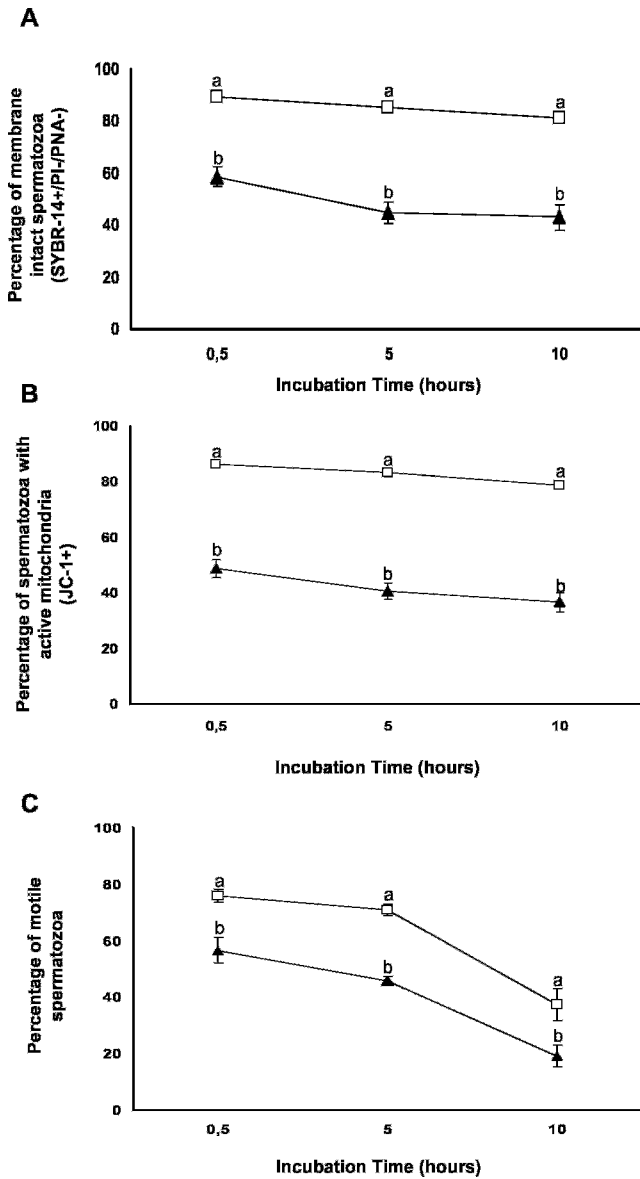 A
Percentage of membrane
intact spermatozoa
(SYBR-14+/PI-/PNA-)
100
80
60
40
20
0
a
a
a
b
b
b
0,5
5
10
Incubation Time (hours)
B
Percentage of spermatozoa with
active mitochondria
(JC-1+)
100
80
60
40
20
0
a
a
a
b
b
b
0,5
5
10
Incubation Time (hours)
C
Percentage of motile
spermatozoa
100
80
60
40
20
0
a
a
a
b
b
b
0,5
5
10
Incubation Time (hours)